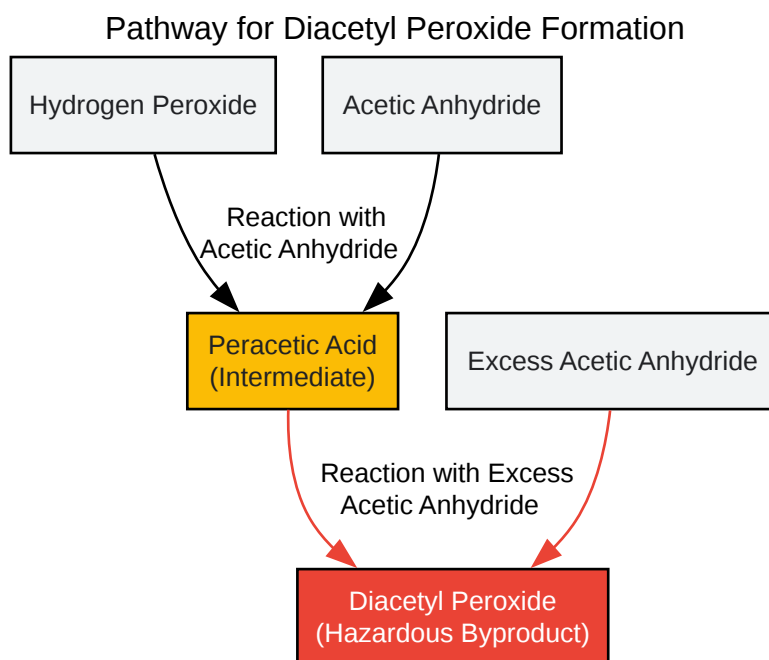 Pathway for Diacetyl Peroxide Formation
Hydrogen Peroxide
Acetic Anhydride
Reaction with
Acetic Anhydride
Peracetic Acid
(Intermediate)
Excess Acetic Anhydride
Reaction with Excess
Acetic Anhydride
Diacetyl Peroxide
(Hazardous Byproduct)